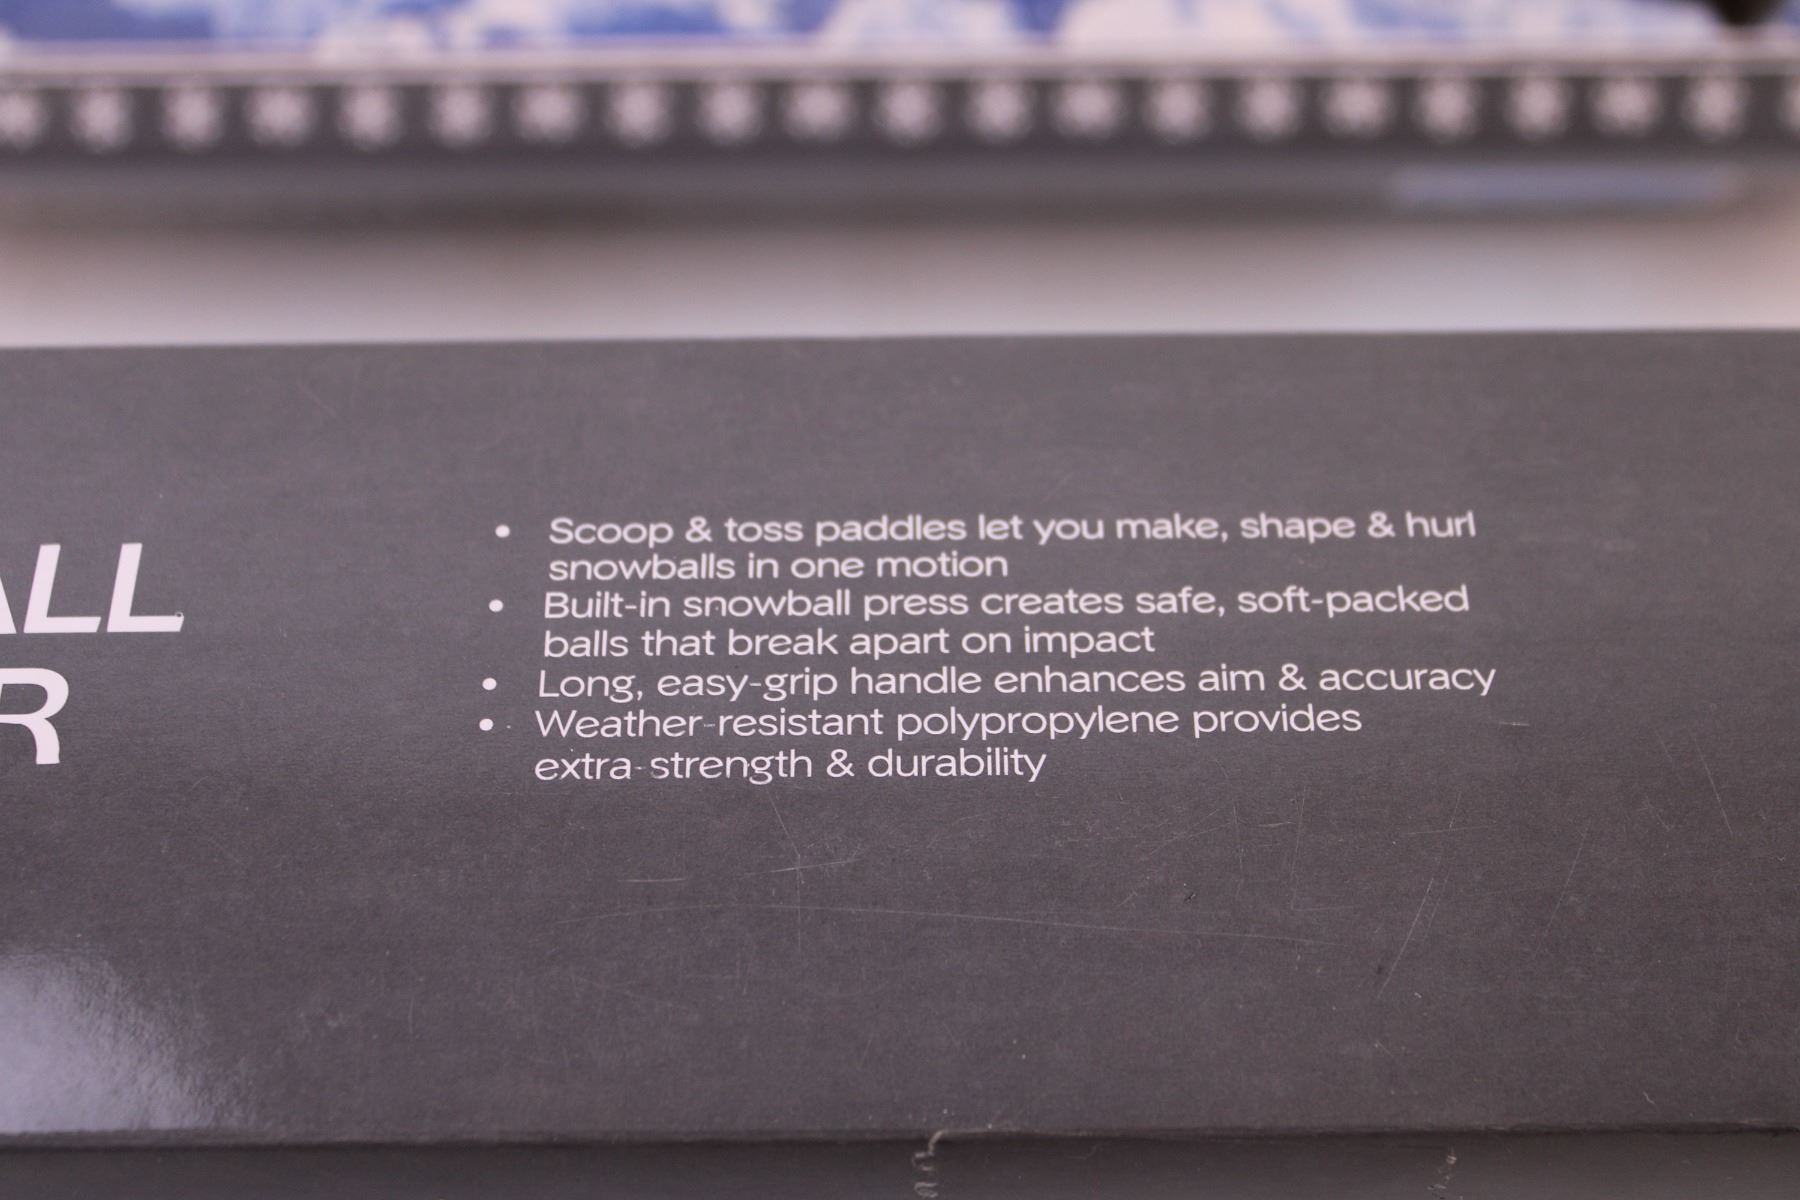 ALL
R
• Scoop & toss paddles let you make, shape & hurl
snowballs in one motion
• Built-in snowball press creates safe, soft-packed
balls that break apart on impact
• Long, easy-grip handle enhances aim & accuracy
• Weather-resistant polypropylene provides
extra-strength & durability